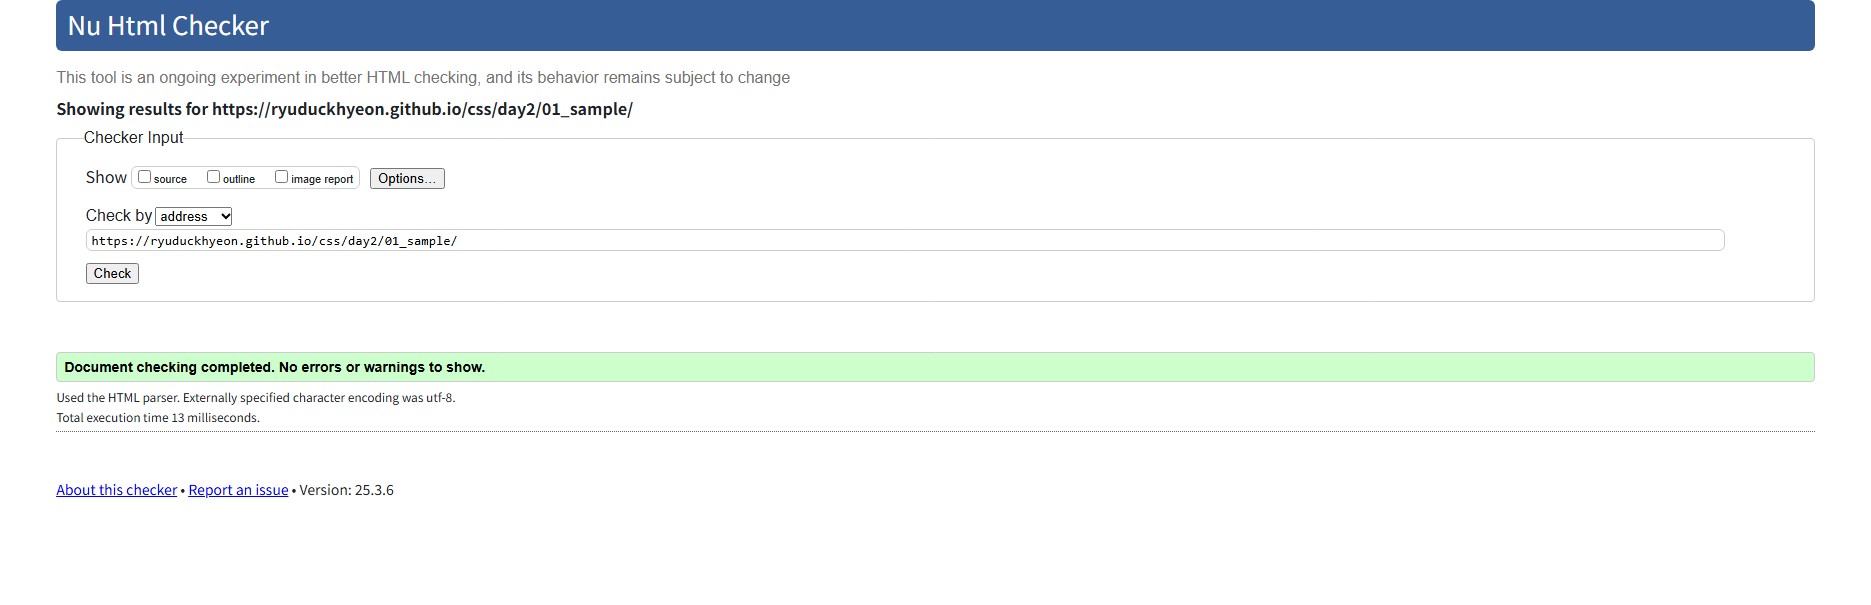 Nu Html Checker
This tool is an ongoing experiment in better HTML checking, and its behavior remains subject to change
Showing results for https://ryuduckhyeon.github.io/css/day2/01_sample/
Checker Input
Show source outline image report Options...
Check by address
https://ryuduckhyeon.github.io/css/day2/01_sample/
Check
Document checking completed. No errors or warnings to show.
Used the HTML parser. Externally specified character encoding was utf-8.
Total execution time 13 milliseconds.
About this checker • Report an issue • Version: 25.3.6